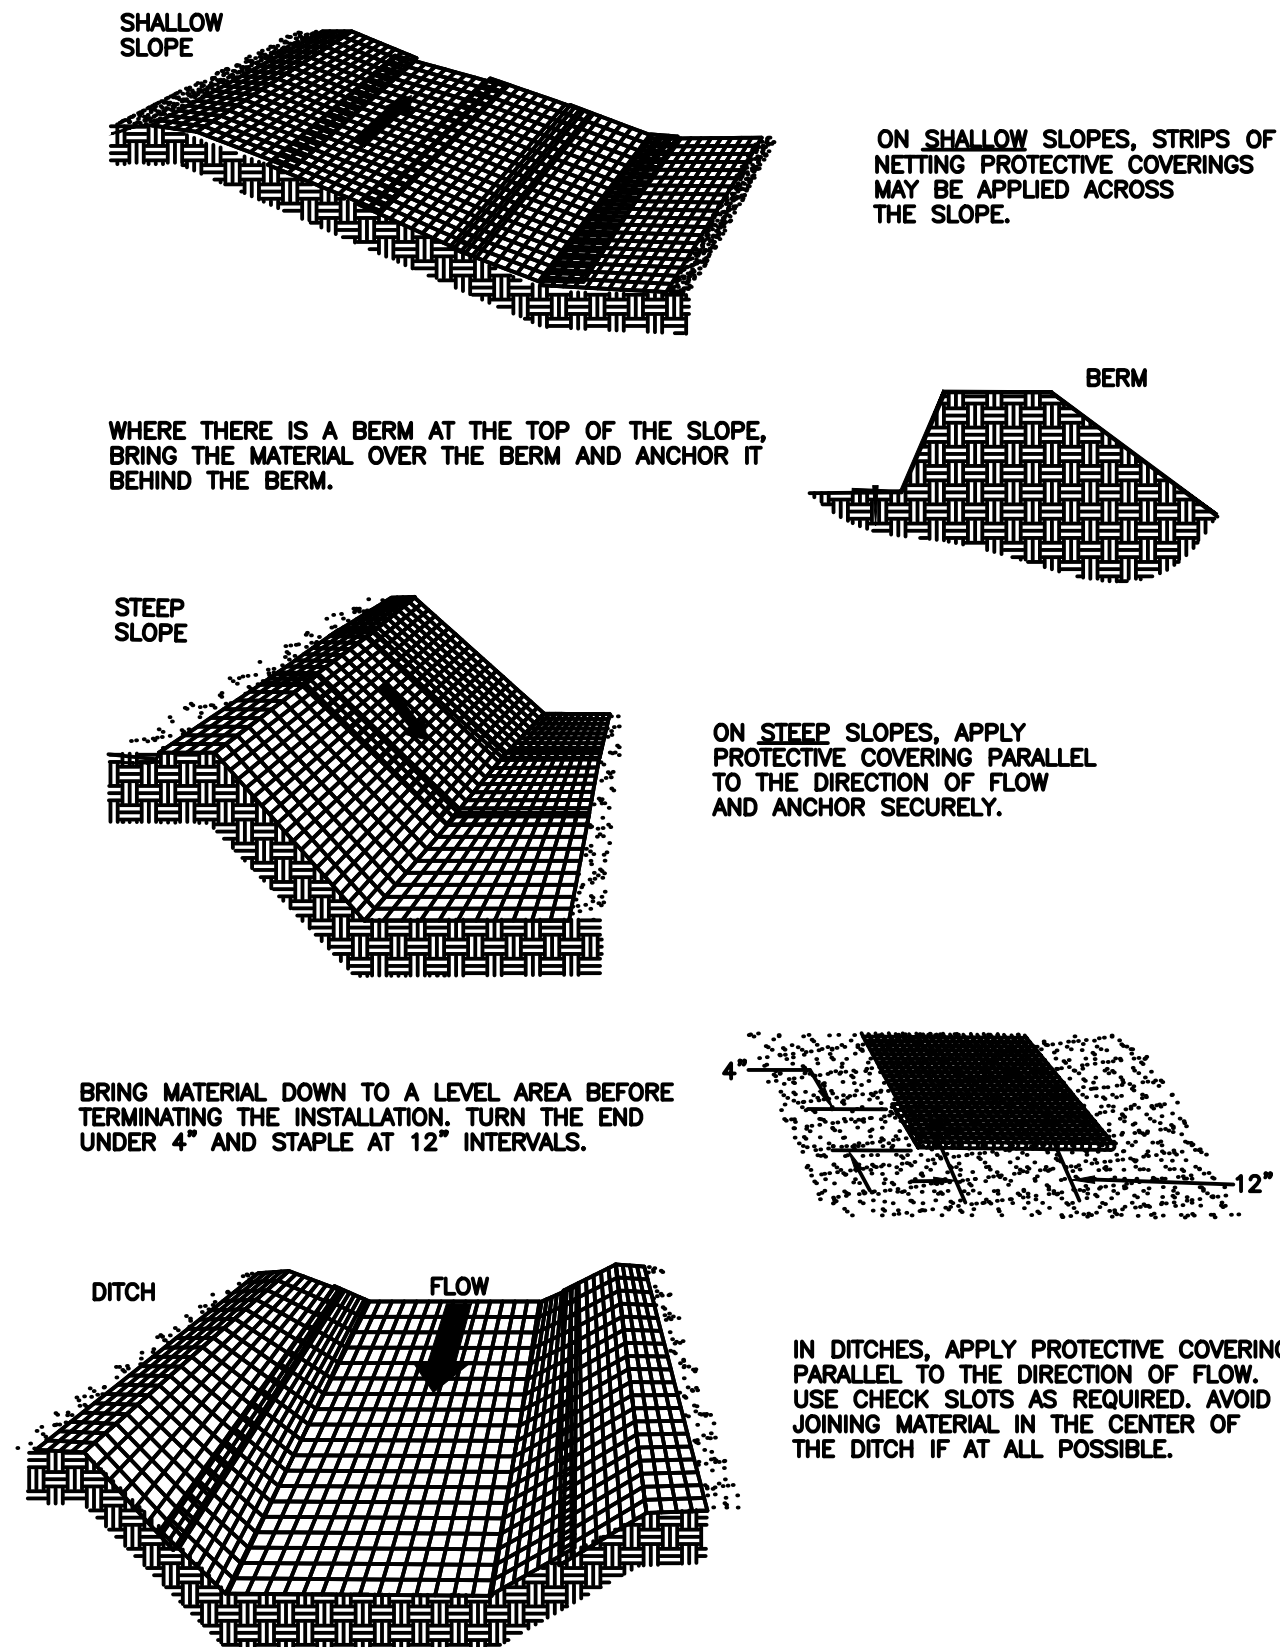 SHALLOW
SLOPE
ON SHALLOW SLOPES, STRIPS OF
NETTING PROTECTIVE COVERINGS
MAY BE APPLIED ACROSS
THE SLOPE.
BERM
WHERE THERE IS A BERM AT THE TOP OF THE SLOPE,
BRING THE MATERIAL OVER THE BERM AND ANCHOR IT
BEHIND THE BERM.
STEEP
SLOPE
ON STEEP SLOPES, APPLY
PROTECTIVE COVERING PARALLEL
TO THE DIRECTION OF FLOW
AND ANCHOR SECURELY.
4"
BRING MATERIAL DOWN TO A LEVEL AREA BEFORE
TERMINATING THE INSTALLATION. TURN THE END
UNDER 4" AND STAPLE AT 12" INTERVALS.
12"
DITCH
FLOW
IN DITCHES, APPLY PROTECTIVE COVERING
PARALLEL TO THE DIRECTION OF FLOW.
USE CHECK SLOTS AS REQUIRED. AVOID
JOINING MATERIAL IN THE CENTER OF
THE DITCH IF AT ALL POSSIBLE.